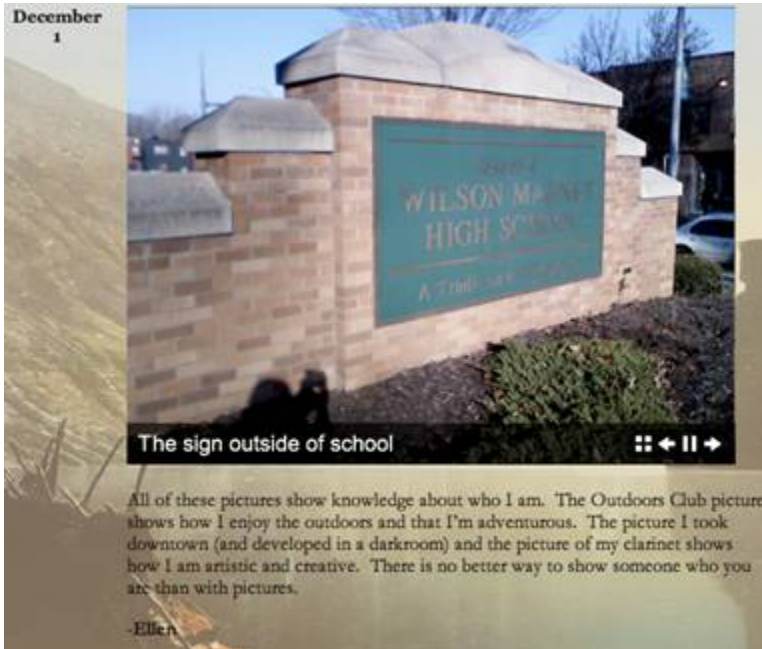 December
1
WILSON MAGNET
HIGH SCHOOL
The sign outside of school
All of these pictures show knowledge about who I am. The Outdoors Club picture
shows how I enjoy the outdoors and that I'm adventurous. The picture I took
downtown (and developed in a darkroom) and the picture of my clarinet shows
how I am artistic and creative. There is no better way to show someone who you
are than with pictures.
-Ellen